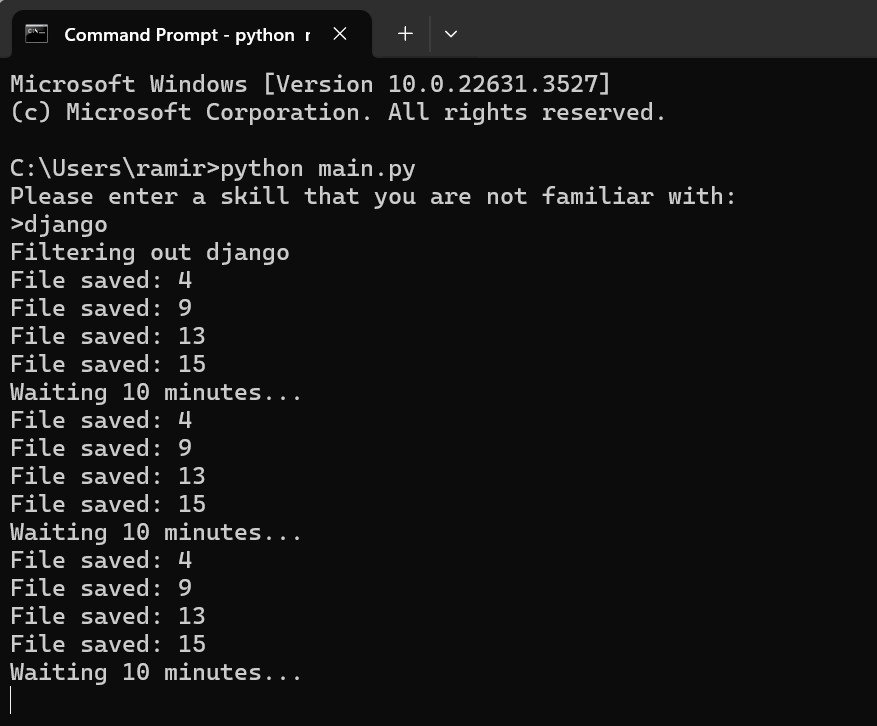 Command Prompt - python r
Microsoft Windows [Version 10.0.22631.3527]
(c) Microsoft Corporation. All rights reserved.
C:\Users\ramir>python main.py
Please enter a skill that you are not familiar with:
>django
Filtering out django
File saved: 4
File saved: 9
File saved: 13
File saved: 15
Waiting 10 minutes...
File saved: 4
File saved: 9
File saved: 13
File saved: 15
Waiting 10 minutes...
File saved: 4
File saved: 9
File saved: 13
File saved: 15
Waiting 10 minutes...